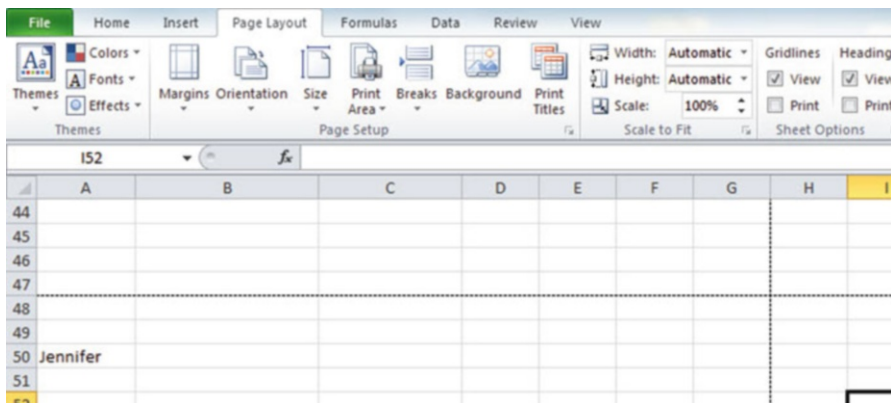 File Home Insert Page Layout Formulas Data Review View
Aa Colors Width: Automatic Gridlines Heading
A Fonts Height: Automatic View View
Themes Effects Margins Orientation Size Print Area Breaks Background Print Titles Scale: 100% Print Print
Themes Page Setup Scale to Fit Sheet Options
I52 fx
A B C D E F G H I
44
45
46
47
48
49
50 Jennifer
51
52